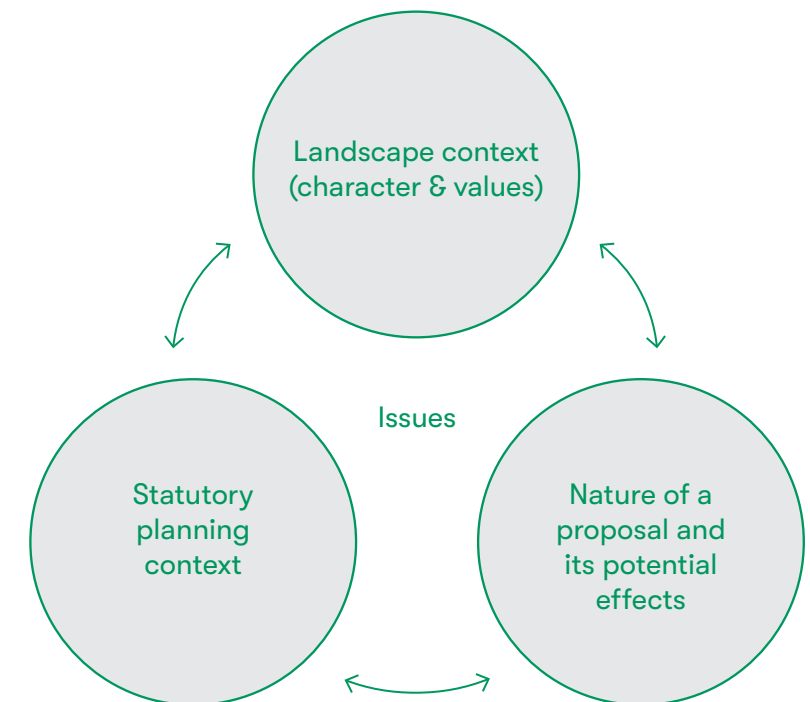 Landscape context
(character & values)
Issues
Statutory
planning
context
Nature of a
proposal and
its potential
effects